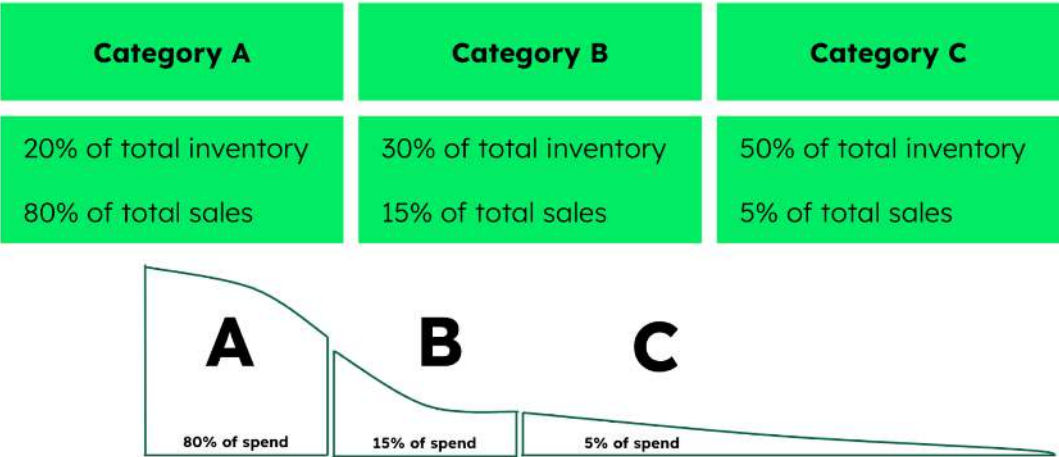 Category A
Category B
Category C
20% of total inventory
80% of total sales
30% of total inventory
15% of total sales
50% of total inventory
5% of total sales
A
B
C
80% of spend
15% of spend
5% of spend